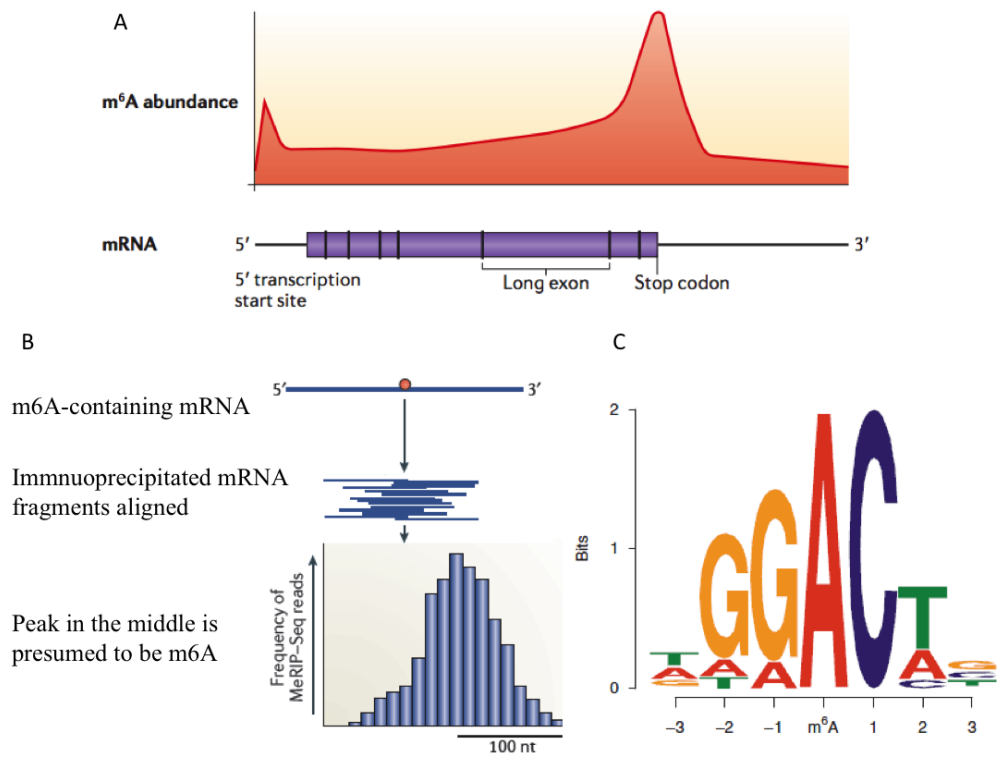 A
m⁶A abundance
mRNA
5′
3′
5′ transcription
start site
Long exon
Stop codon
B
5′
3′
m6A-containing mRNA
Immnuoprecipitated mRNA
fragments aligned
Peak in the middle is
presumed to be m6A
Frequency of
MeRIP–Seq reads
100 nt
C
2
1
0
Bits
T
A
G
G
A
T
G
A
A
C
T
A
C
G
C
T
–3
–2
–1
m⁶A
1
2
3